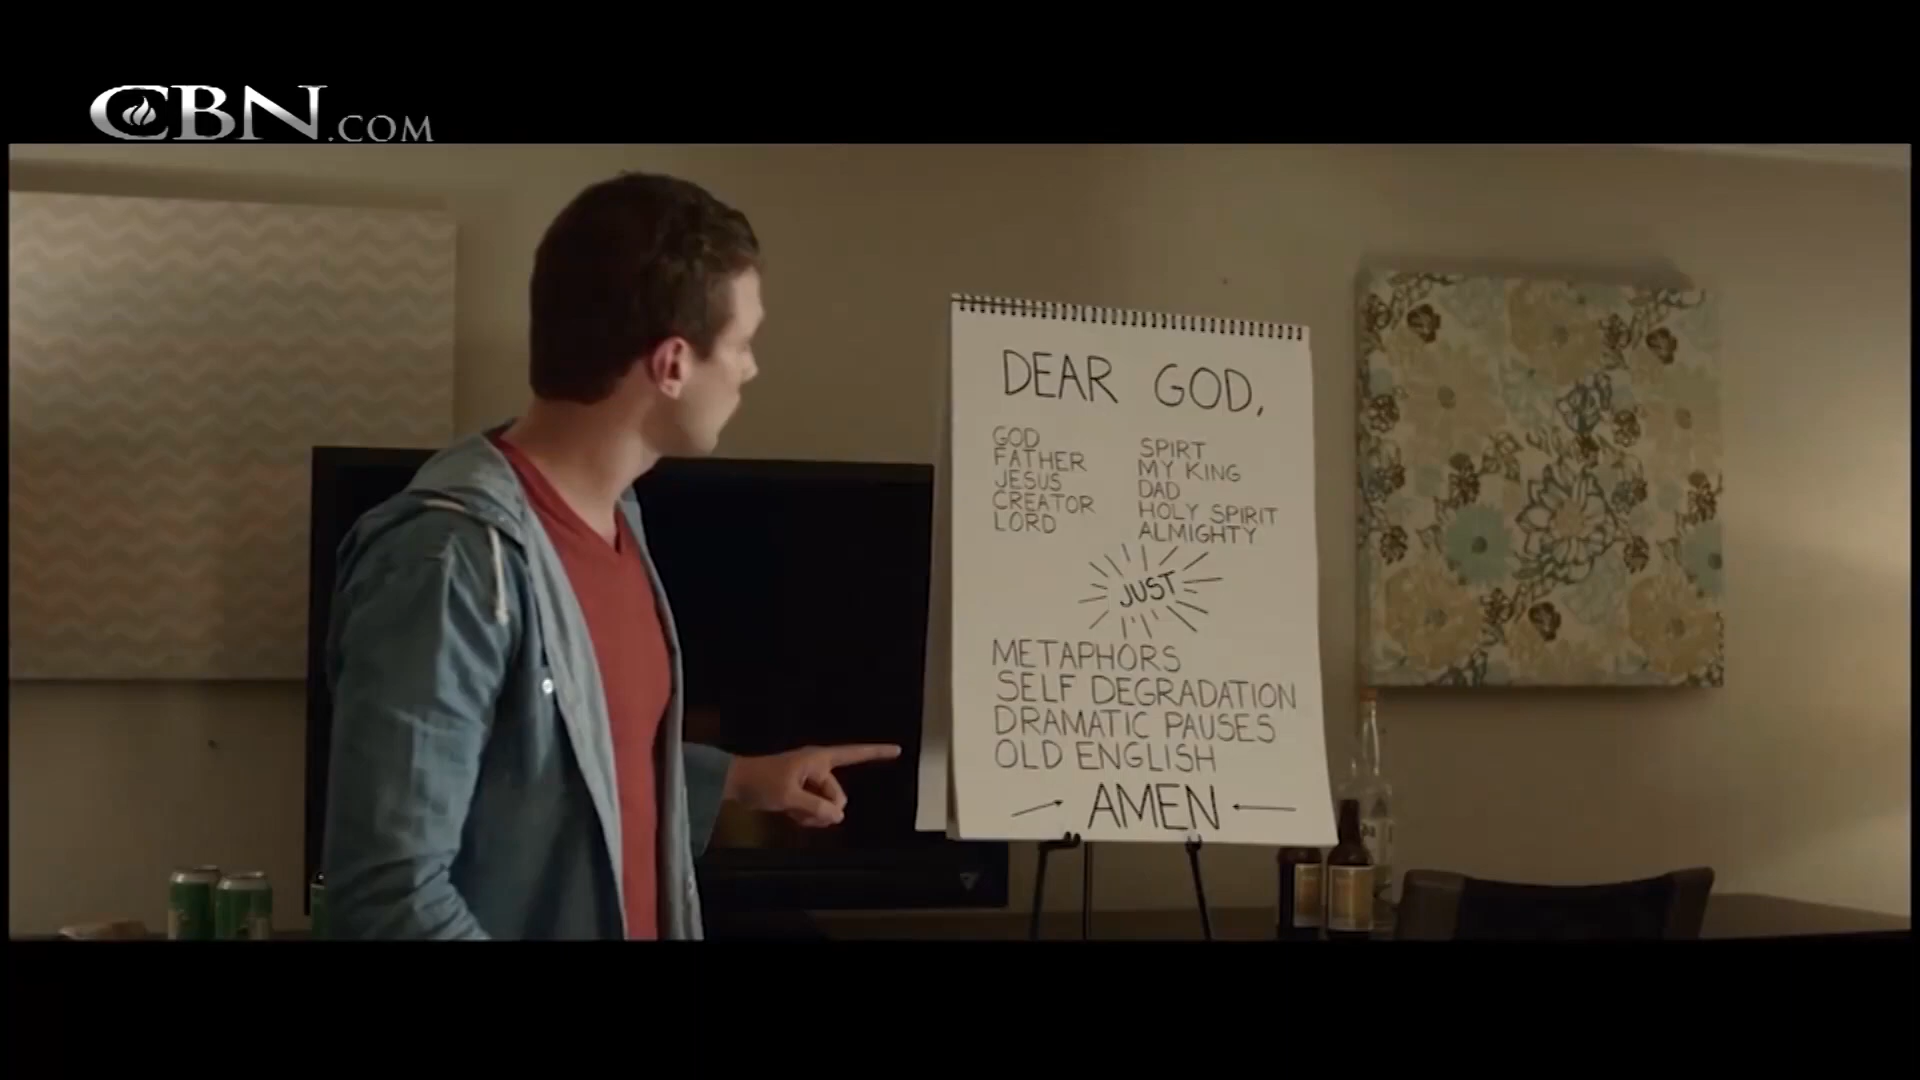 CBN.COM
DEAR GOD,
GOD
FATHER
JESUS
CREATOR
LORD
SPIRT
MY KING
DAD
HOLY SPIRIT
ALMIGHTY
JUST
METAPHORS
SELF DEGRADATION
DRAMATIC PAUSES
OLD ENGLISH
AMEN